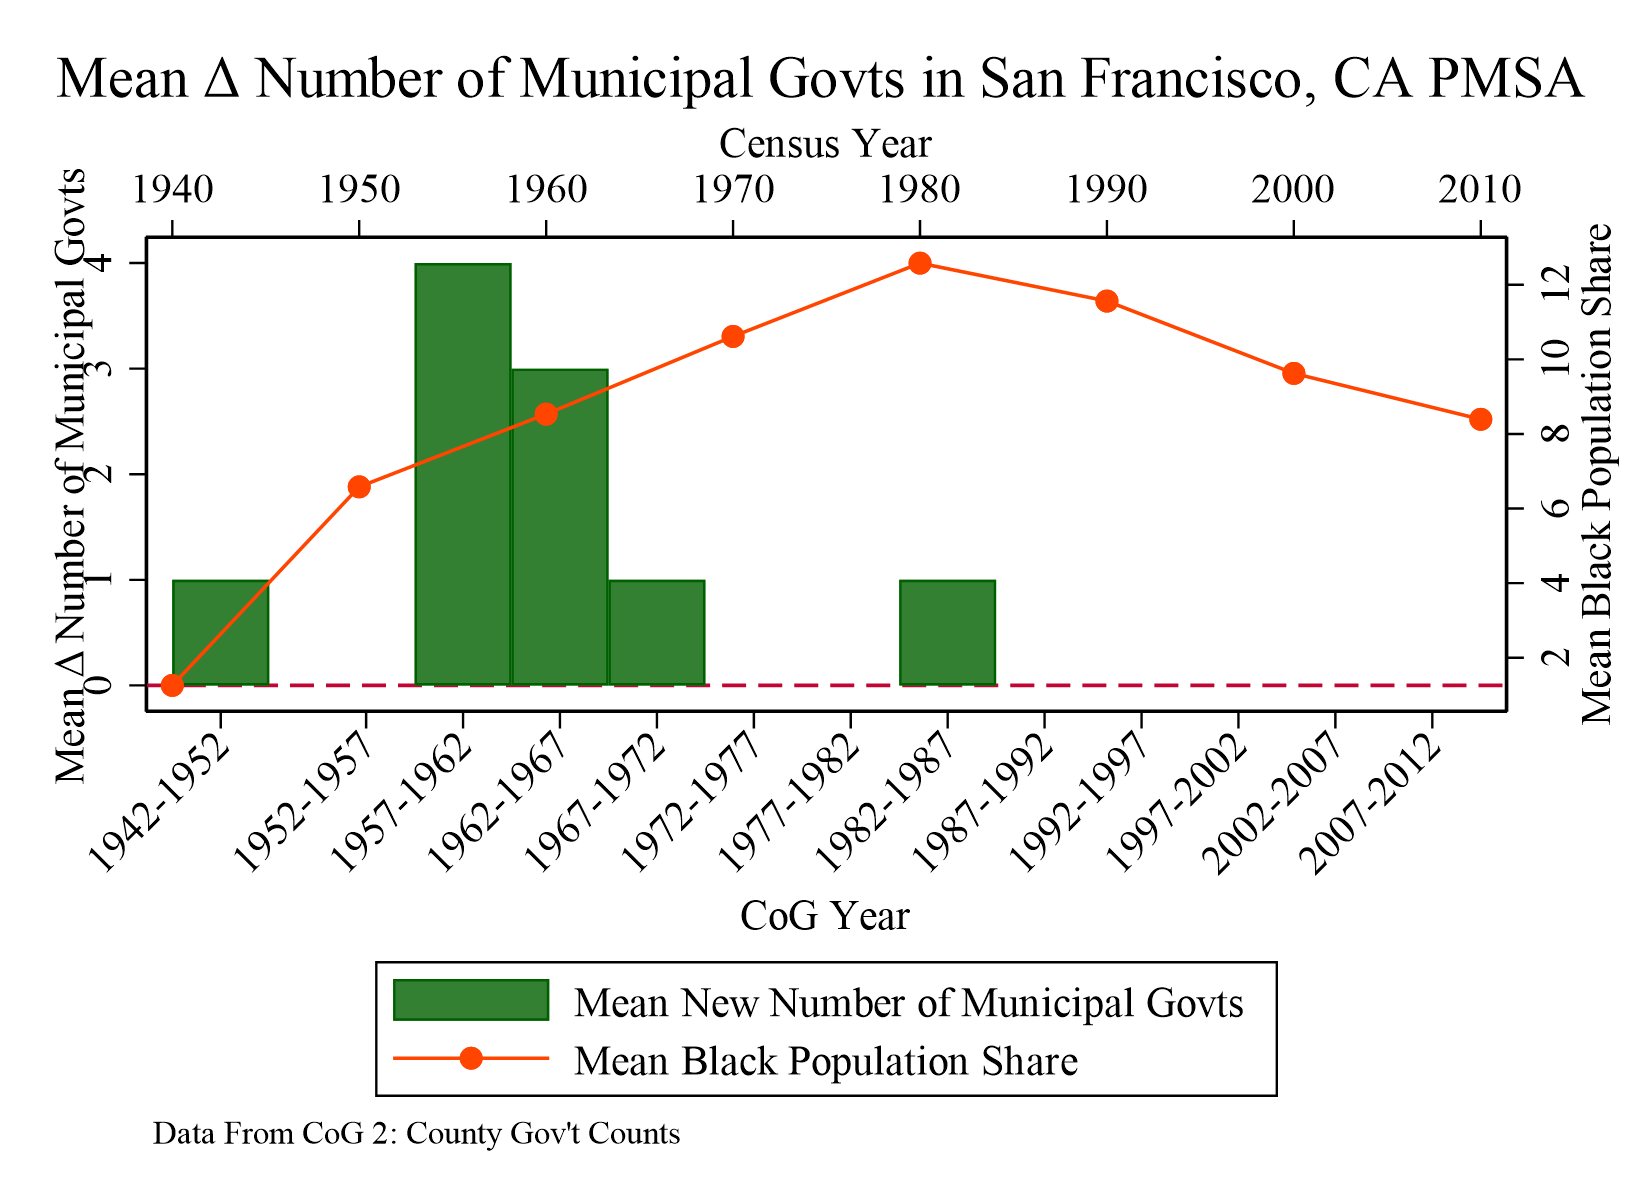 Mean Δ Number of Municipal Govts in San Francisco, CA PMSA
Census Year
1940 1950 1960 1970 1980 1990 2000 2010
Mean Δ Number of Municipal Govts
4
3
2
1
0
12
10
8
6
4
2
Mean Black Population Share
1942-1952 1952-1957 1957-1962 1962-1967 1967-1972 1972-1977 1977-1982 1982-1987 1987-1992 1992-1997 1997-2002 2002-2007 2007-2012
CoG Year
Mean New Number of Municipal Govts
Mean Black Population Share
Data From CoG 2: County Gov't Counts